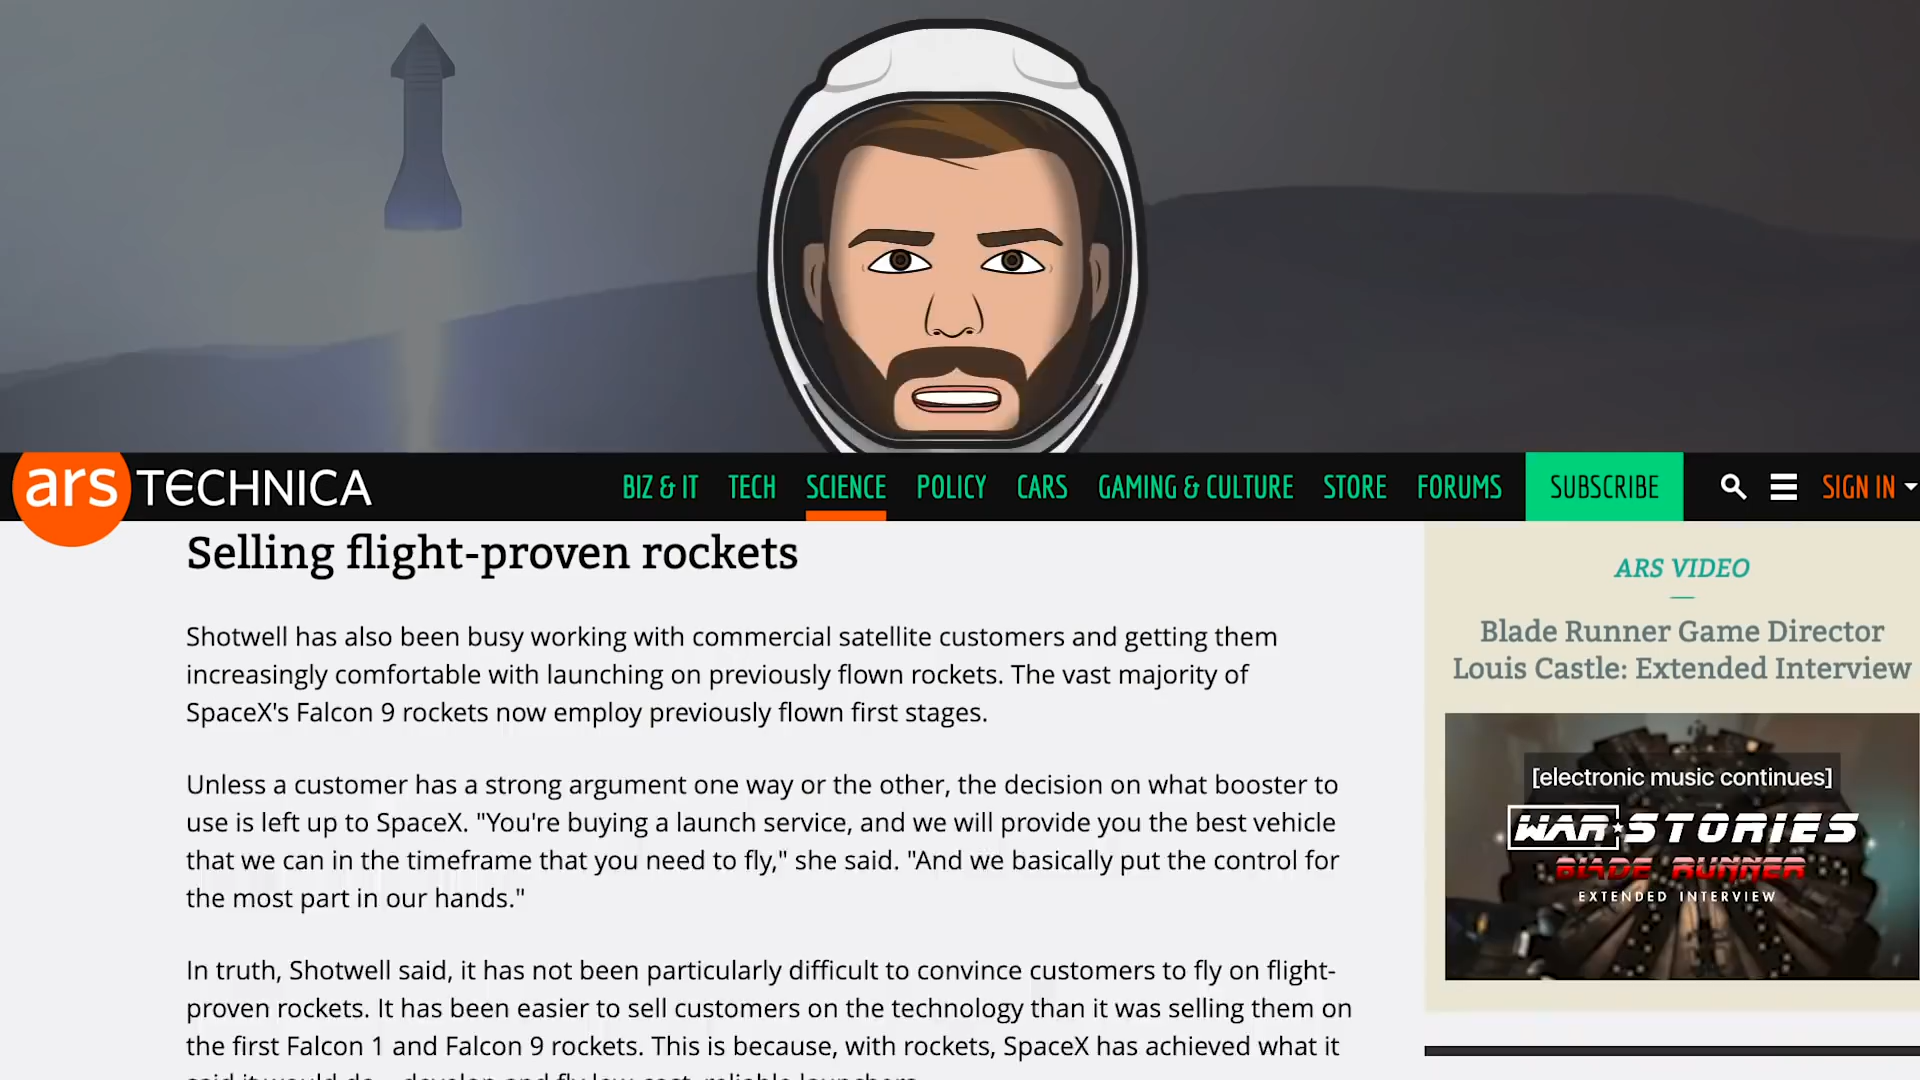 ars TECHNICA
BIZ & IT TECH SCIENCE POLICY CARS GAMING & CULTURE STORE FORUMS SUBSCRIBE SIGN IN
Selling flight-proven rockets
Shotwell has also been busy working with commercial satellite customers and getting them
increasingly comfortable with launching on previously flown rockets. The vast majority of
SpaceX's Falcon 9 rockets now employ previously flown first stages.
Unless a customer has a strong argument one way or the other, the decision on what booster to
use is left up to SpaceX. "You're buying a launch service, and we will provide you the best vehicle
that we can in the timeframe that you need to fly," she said. "And we basically put the control for
the most part in our hands."
In truth, Shotwell said, it has not been particularly difficult to convince customers to fly on flight-
proven rockets. It has been easier to sell customers on the technology than it was selling them on
the first Falcon 1 and Falcon 9 rockets. This is because, with rockets, SpaceX has achieved what it
ARS VIDEO
Blade Runner Game Director
Louis Castle: Extended Interview
[electronic music continues]
WAR STORIES
BLADE RUNNER
EXTENDED INTERVIEW